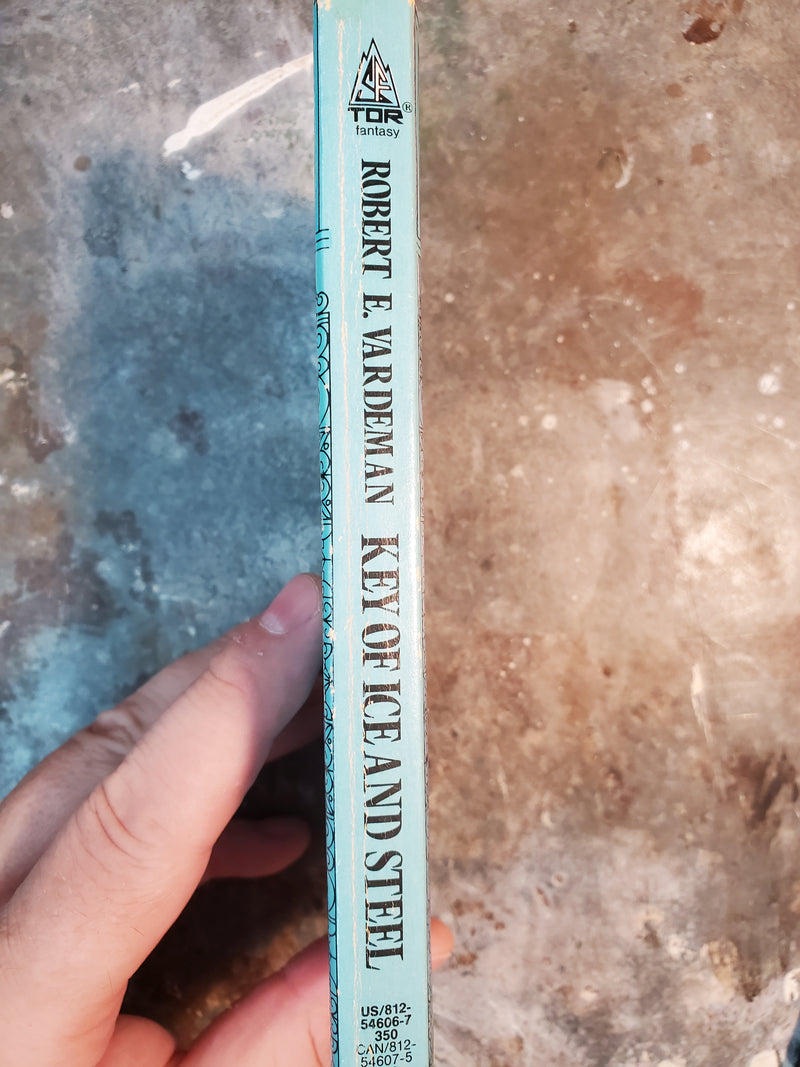 SF
TOR®
fantasy
ROBERT E. VARDEMAN KEY OF ICE AND STEEL
US/812-
54606-7
350
CAN/812-
54607-5